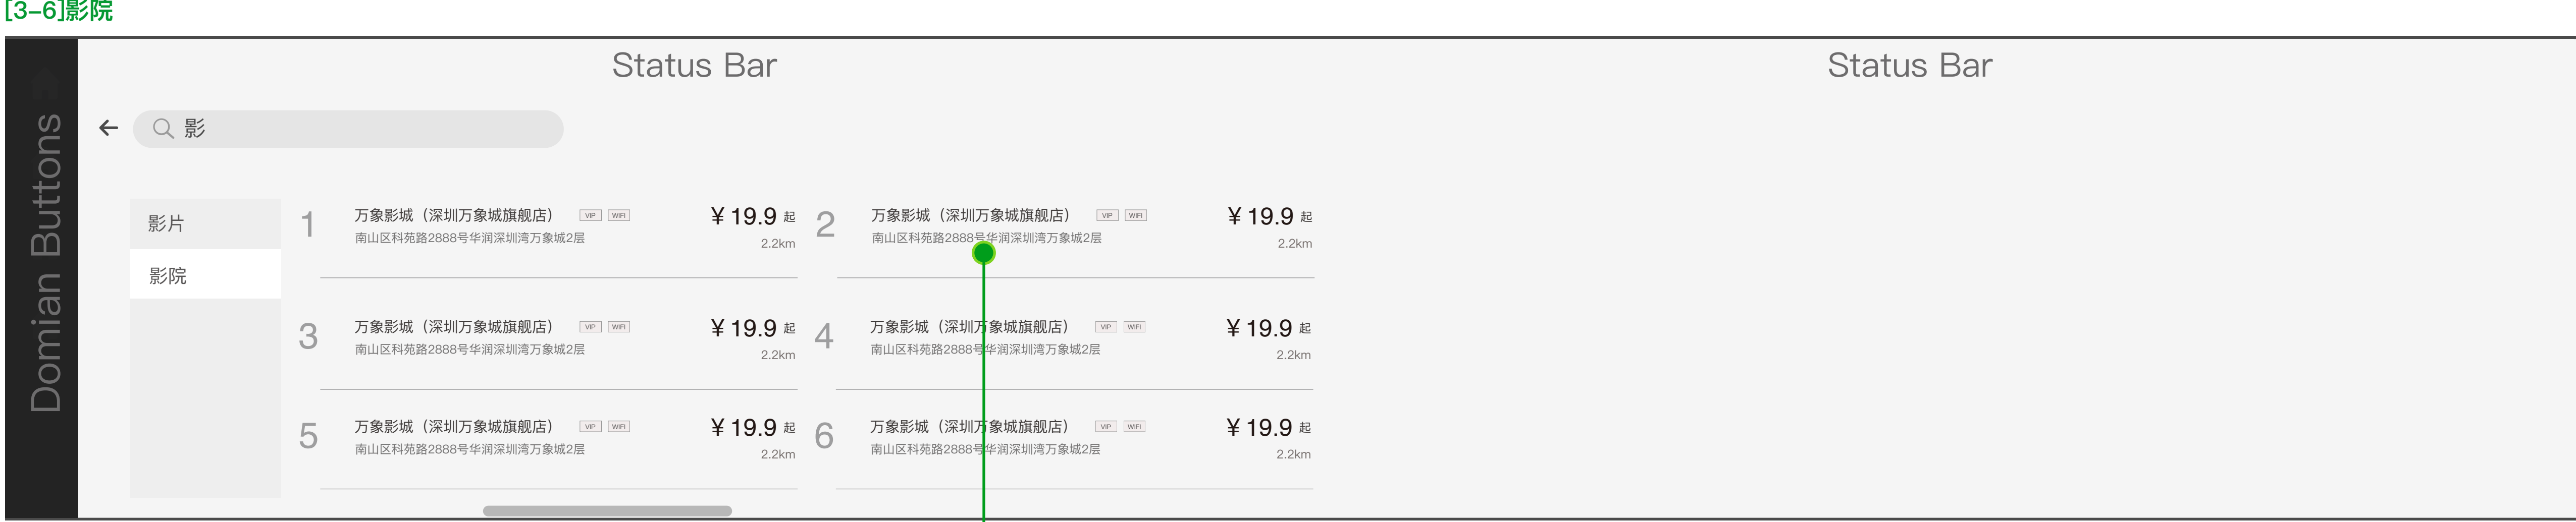 [3-6]影院
Status Bar
Status Bar
Domian Buttons
影
影片
影院
1
万象影城（深圳万象城旗舰店）
VIP
WIFI
¥ 19.9 起
南山区科苑路2888号华润深圳湾万象城2层
2.2km
2
万象影城（深圳万象城旗舰店）
VIP
WIFI
¥ 19.9 起
南山区科苑路2888号华润深圳湾万象城2层
2.2km
3
万象影城（深圳万象城旗舰店）
VIP
WIFI
¥ 19.9 起
南山区科苑路2888号华润深圳湾万象城2层
2.2km
4
万象影城（深圳万象城旗舰店）
VIP
WIFI
¥ 19.9 起
南山区科苑路2888号华润深圳湾万象城2层
2.2km
5
万象影城（深圳万象城旗舰店）
VIP
WIFI
¥ 19.9 起
南山区科苑路2888号华润深圳湾万象城2层
2.2km
6
万象影城（深圳万象城旗舰店）
VIP
WIFI
¥ 19.9 起
南山区科苑路2888号华润深圳湾万象城2层
2.2km